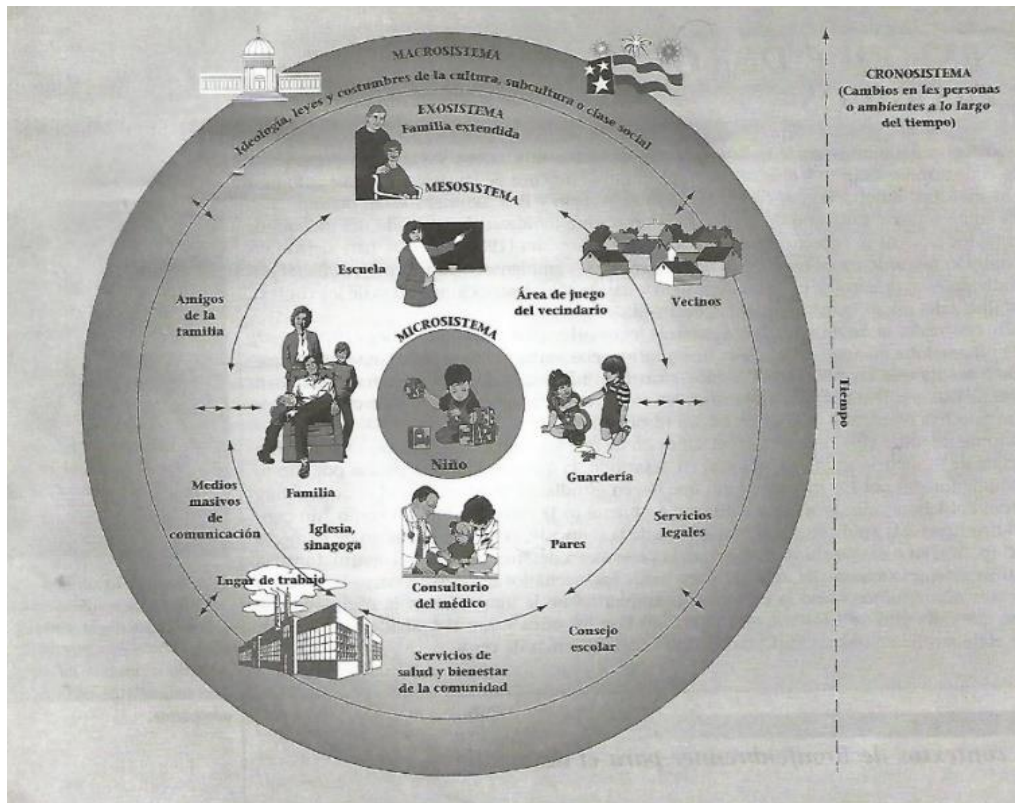 MACROSISTEMA
Ideología, leyes y costumbres de la cultura, subcultura o clase social
EXOSISTEMA
Familia extendida
MESOSISTEMA
Escuela
Área de juego
del vecindario
Vecinos
Amigos
de la
familia
MICROSISTEMA
Niño
Familia
Guardería
Medios
masivos
de
comunicación
Iglesia,
sinagoga
Pares
Servicios
legales
Lugar de trabajo
Consultorio
del médico
Consejo
escolar
Servicios de
salud y bienestar
de la comunidad
CRONOSISTEMA
(Cambios en les personas
o ambientes a lo largo
del tiempo)
Tiempo